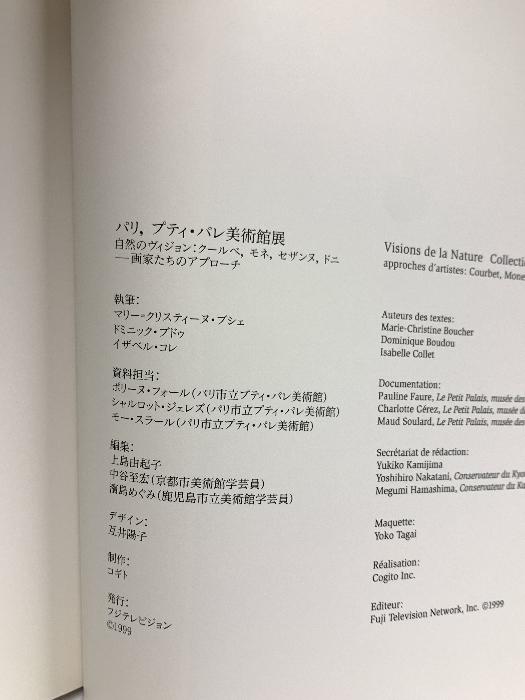 パリ, プティ・パレ美術館展
自然のヴィジョン:クールベ, モネ, セザンヌ, ドニ
——画家たちのアプローチ
執筆:
マリー=クリスティーヌ・ブシェ
ドミニック・ブドゥ
イザベル・コレ
資料担当:
ポリーヌ・フォール(パリ市立プティ・パレ美術館)
シャルロット・ジェレズ(パリ市立プティ・パレ美術館)
モー・スラール(パリ市立プティ・パレ美術館)
編集:
上島由起子
中谷至宏(京都市美術館学芸員)
濱島めぐみ(鹿児島市立美術館学芸員)
デザイン:
互井陽子
制作:
コギト
発行:
フジテレビジョン
©1999
Visions de la Nature Collecti
approches d'artistes: Courbet, Mone
Auteurs des textes:
Marie-Christine Boucher
Dominique Boudou
Isabelle Collet
Documentation:
Pauline Faure, Le Petit Palais, musée des
Charlotte Gérez, Le Petit Palais, musée d
Maud Soulard, Le Petit Palais, musée des
Secrétariat de rédaction:
Yukiko Kamijima
Yoshihiro Nakatani, Conservateur du Kyo
Megumi Hamashima, Conservateur du Ka
Maquette:
Yoko Tagai
Réalisation:
Cogito Inc.
Editeur:
Fuji Television Network, Inc. ©1999